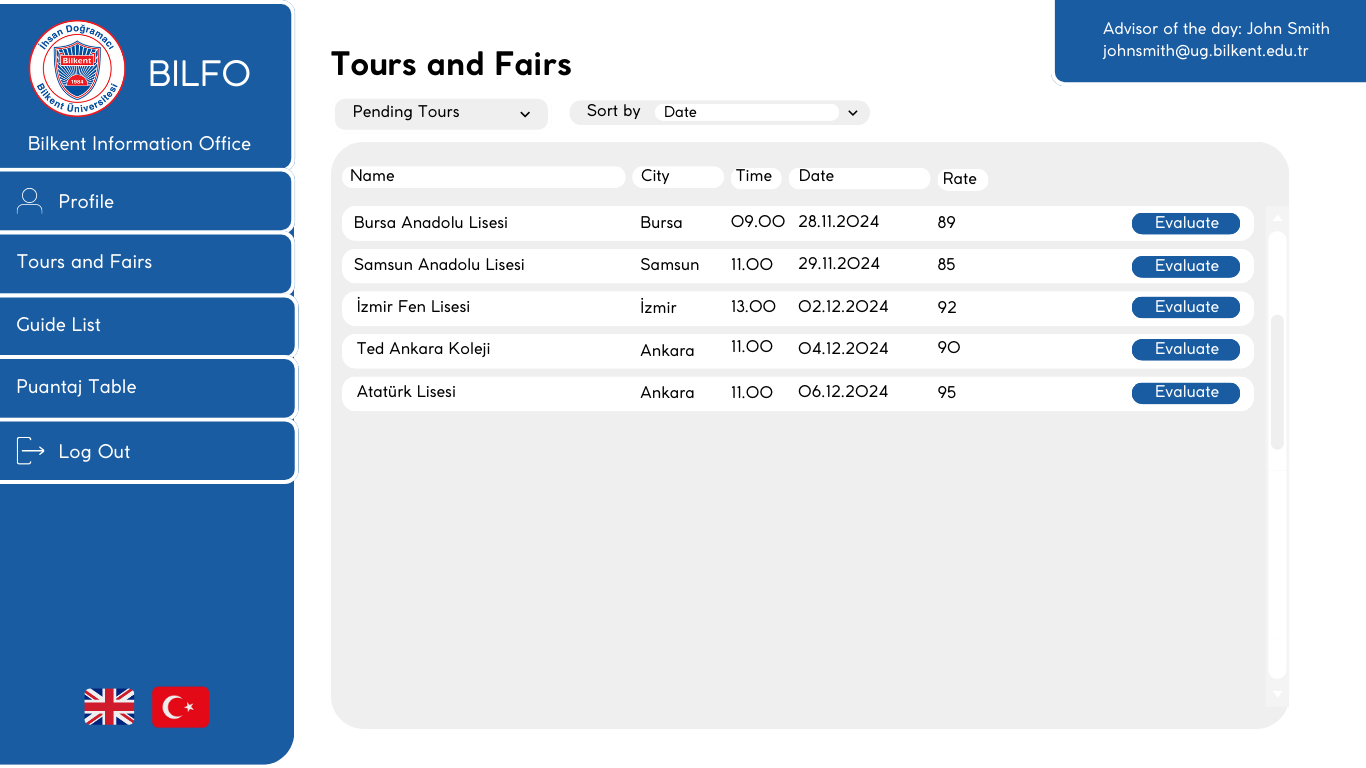 İhsan Doğramacı
Bilkent
1984
Bilkent Üniversitesi
BILFO
Bilkent Information Office
Profile
Tours and Fairs
Guide List
Puantaj Table
Log Out
Advisor of the day: John Smith
johnsmith@ug.bilkent.edu.tr
Tours and Fairs
Pending Tours
Sort by Date
Name City Time Date Rate
Bursa Anadolu Lisesi Bursa 09.00 28.11.2024 89 Evaluate
Samsun Anadolu Lisesi Samsun 11.00 29.11.2024 85 Evaluate
İzmir Fen Lisesi İzmir 13.00 02.12.2024 92 Evaluate
Ted Ankara Koleji Ankara 11.00 04.12.2024 90 Evaluate
Atatürk Lisesi Ankara 11.00 06.12.2024 95 Evaluate